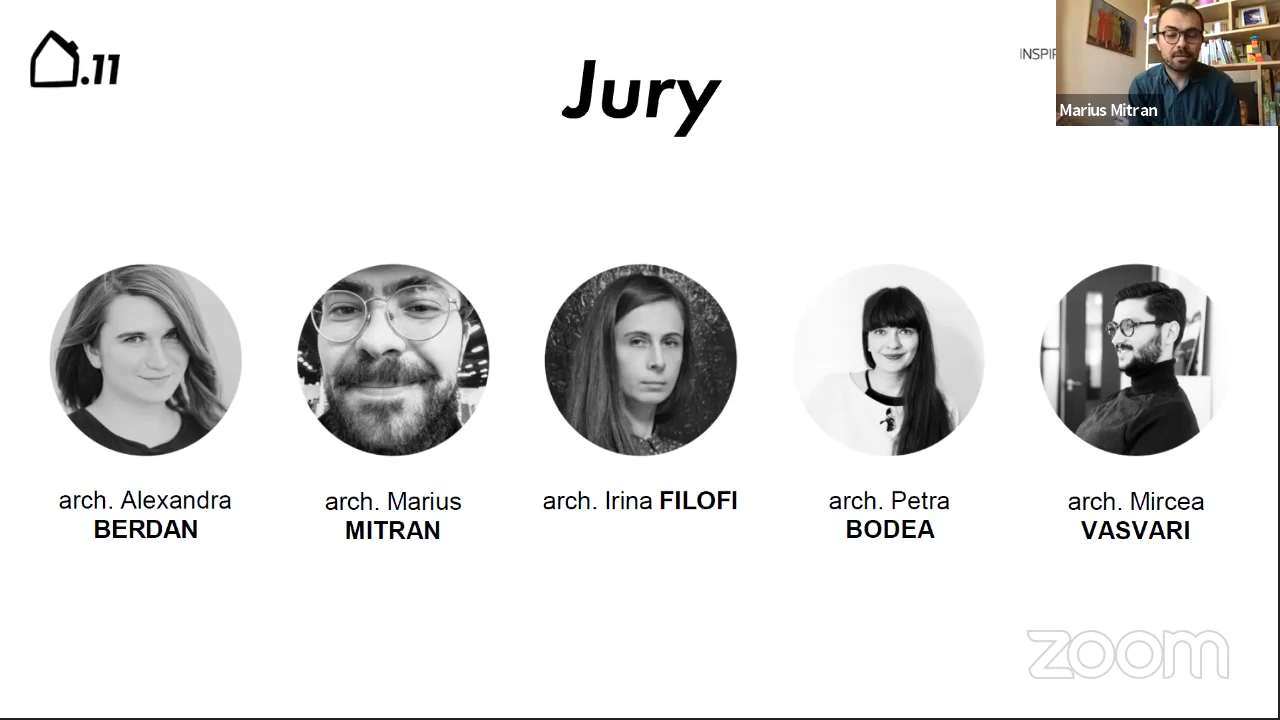 .11
Jury
INSPI
Marius Mitran
arch. Alexandra
BERDAN
arch. Marius
MITRAN
arch. Irina FILOFI
arch. Petra
BODEA
arch. Mircea
VASVARI
zoom